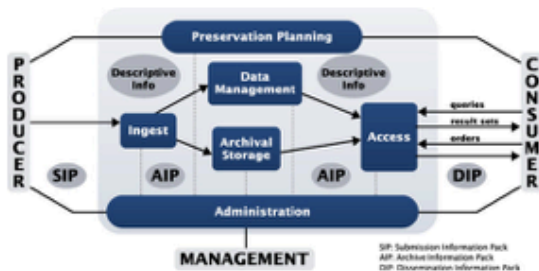 Preservation Planning
PRODUCER
CONSUMER
Descriptive Info
Data Management
Descriptive Info
queries
result sets
orders
Ingest
Archival Storage
Access
SIP
AIP
AIP
DIP
Administration
MANAGEMENT
SIP: Submission Information Pack
AIP: Archive Information Pack
DIP: Dissemination Information Pack